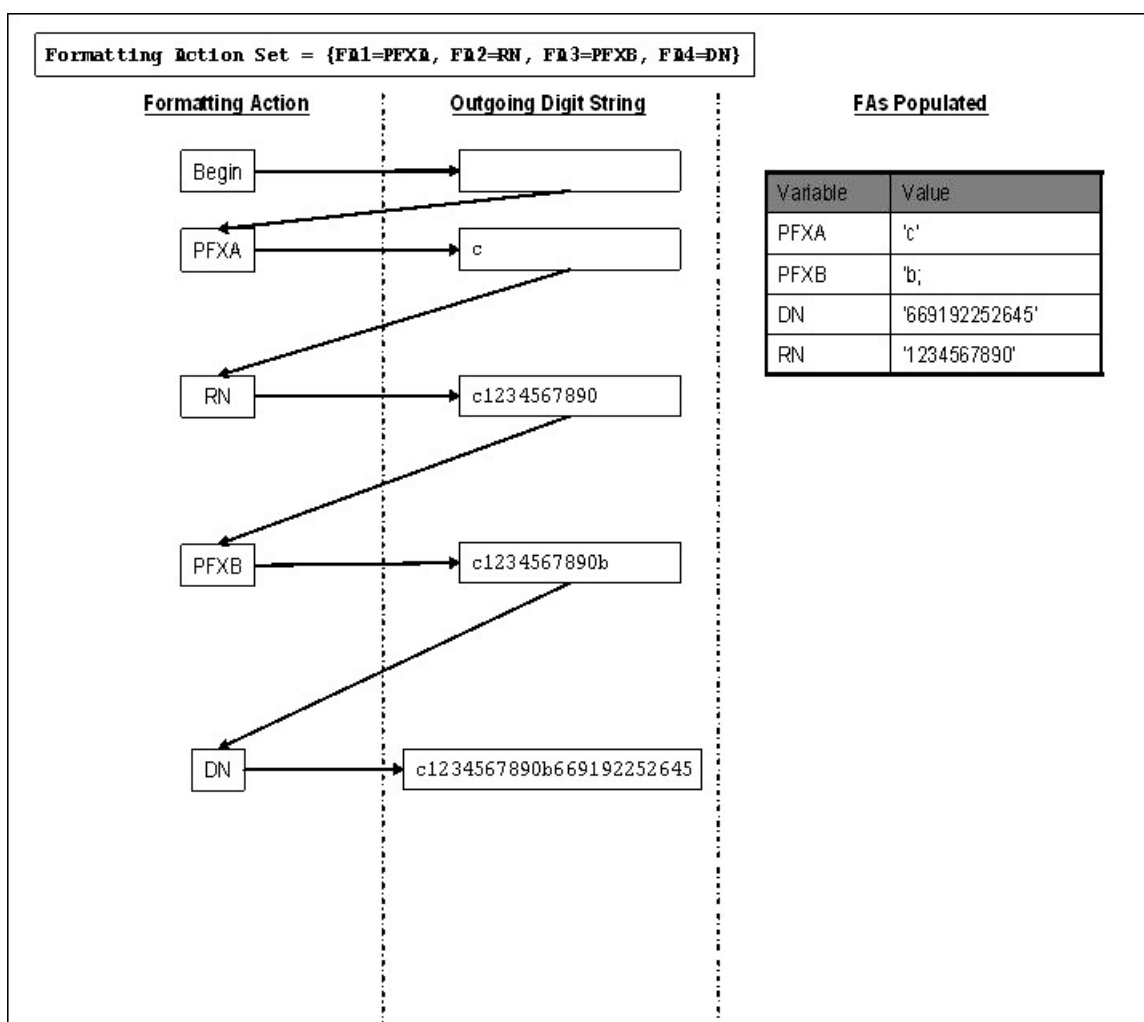 Formatting Action Set = {FA1=PFXA, FA2=RN, FA3=PFXB, FA4=DN}
Formatting Action
Outgoing Digit String
FAs Populated
Begin
PFXA
c
RN
c1234567890
PFXB
c1234567890b
DN
c1234567890b669192252645
Variable Value
PFXA 'c'
PFXB 'b;
DN '669192252645'
RN '1234567890'